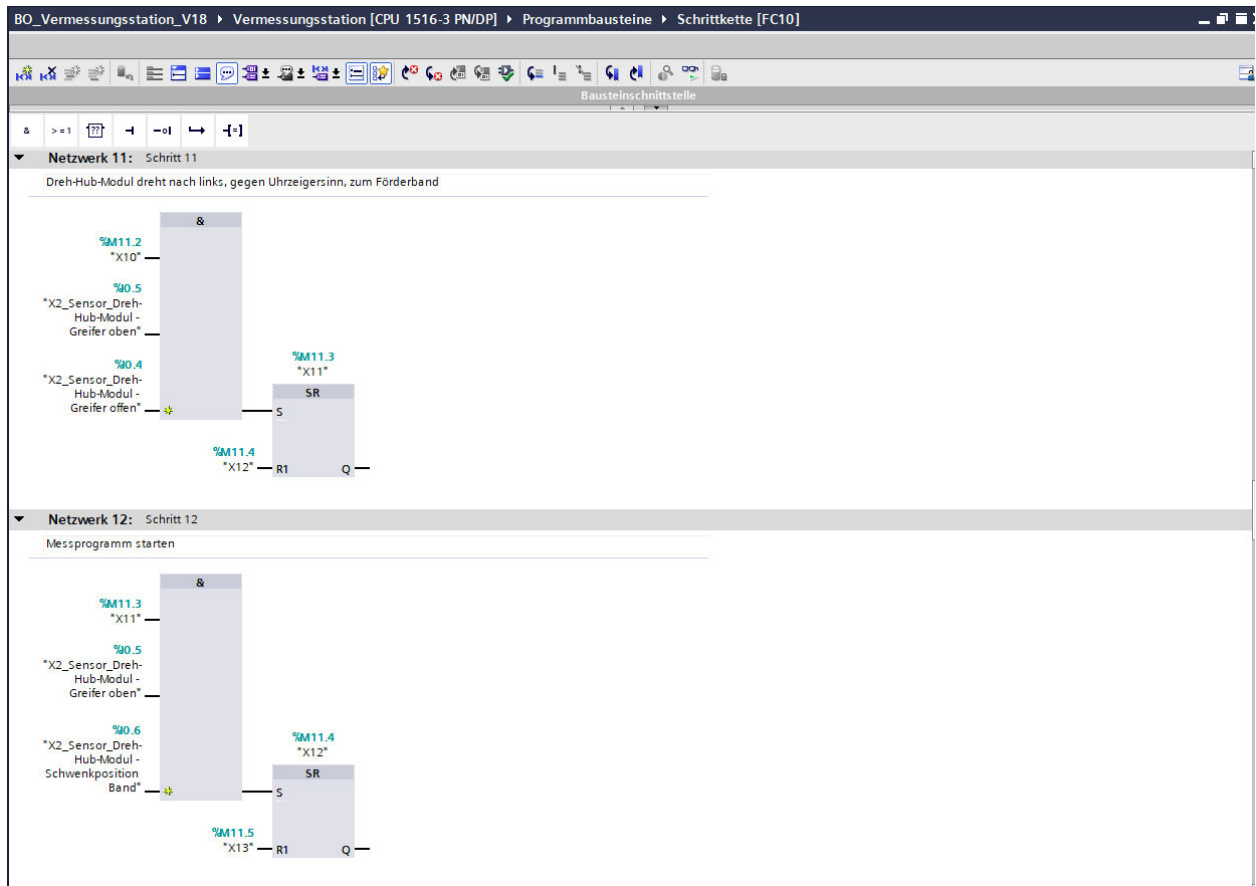 BO_Vermessungsstation_V18 ▸ Vermessungsstation [CPU 1516-3 PN/DP] ▸ Programmbausteine ▸ Schrittkette [FC10]
Bausteinschnittstelle
& >=1 ??
Netzwerk 11: Schritt 11
Dreh-Hub-Modul dreht nach links, gegen Uhrzeigersinn, zum Förderband
&
%M11.2
"X10"
%I0.5
"X2_Sensor_Dreh-
Hub-Modul -
Greifer oben"
%I0.4
"X2_Sensor_Dreh-
Hub-Modul -
Greifer offen"
%M11.3
"X11"
SR
S
%M11.4
"X12"
R1 Q
Netzwerk 12: Schritt 12
Messprogramm starten
&
%M11.3
"X11"
%I0.5
"X2_Sensor_Dreh-
Hub-Modul -
Greifer oben"
%I0.6
"X2_Sensor_Dreh-
Hub-Modul -
Schwenkposition
Band"
%M11.4
"X12"
SR
S
%M11.5
"X13"
R1 Q